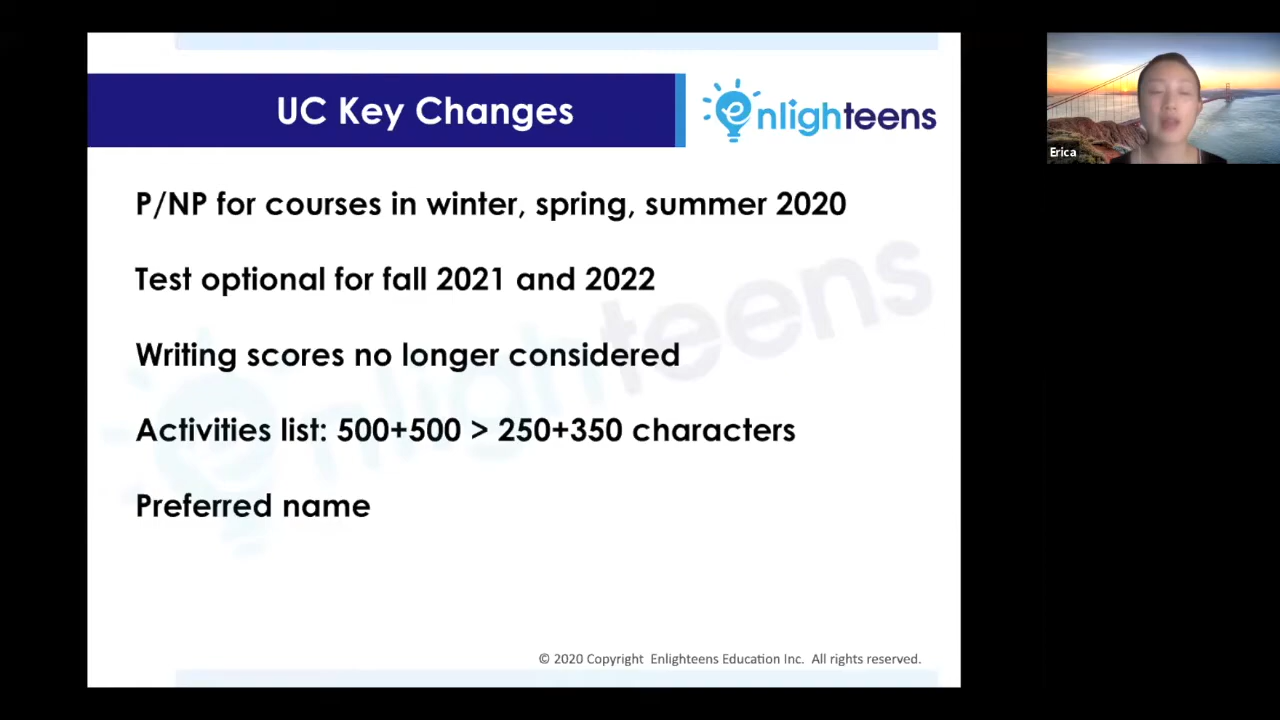 UC Key Changes
enlighteens
P/NP for courses in winter, spring, summer 2020
Test optional for fall 2021 and 2022
Writing scores no longer considered
Activities list: 500+500 > 250+350 characters
Preferred name
enlighteens
© 2020 Copyright Enlighteens Education Inc. All rights reserved.
Erica